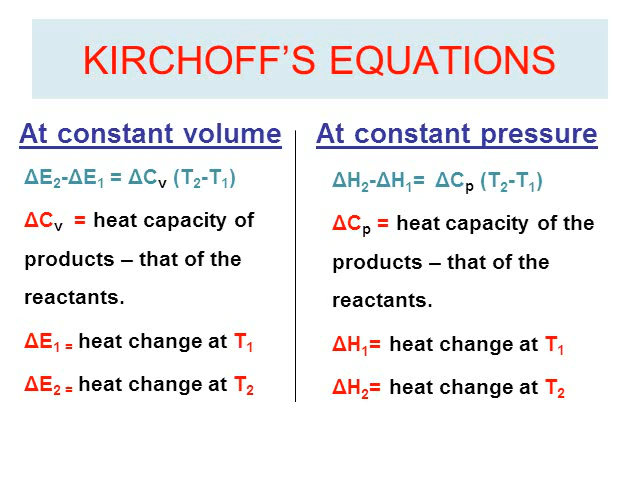 KIRCHOFF'S EQUATIONS
At constant volume
ΔE₂-ΔE₁ = ΔCᵥ (T₂-T₁)
ΔCᵥ = heat capacity of
products – that of the
reactants.
ΔE₁ = heat change at T₁
ΔE₂ = heat change at T₂
At constant pressure
ΔH₂-ΔH₁= ΔCₚ (T₂-T₁)
ΔCₚ = heat capacity of the
products – that of the
reactants.
ΔH₁= heat change at T₁
ΔH₂= heat change at T₂